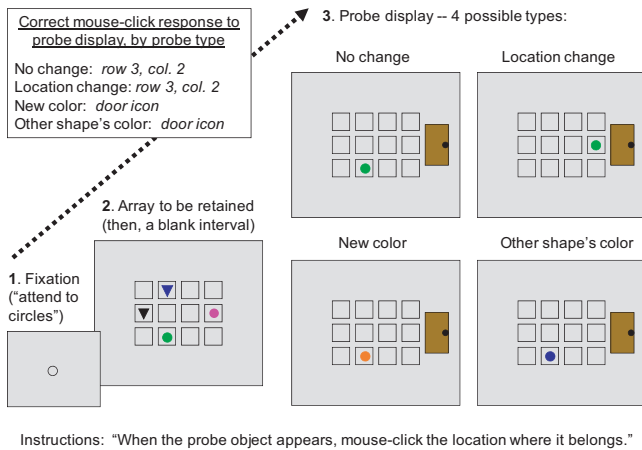 Correct mouse-click response to
probe display, by probe type
No change: row 3, col. 2
Location change: row 3, col. 2
New color: door icon
Other shape's color: door icon
3. Probe display -- 4 possible types:
No change
Location change
2. Array to be retained
(then, a blank interval)
New color
Other shape's color
1. Fixation
("attend to
circles")
Instructions: "When the probe object appears, mouse-click the location where it belongs."